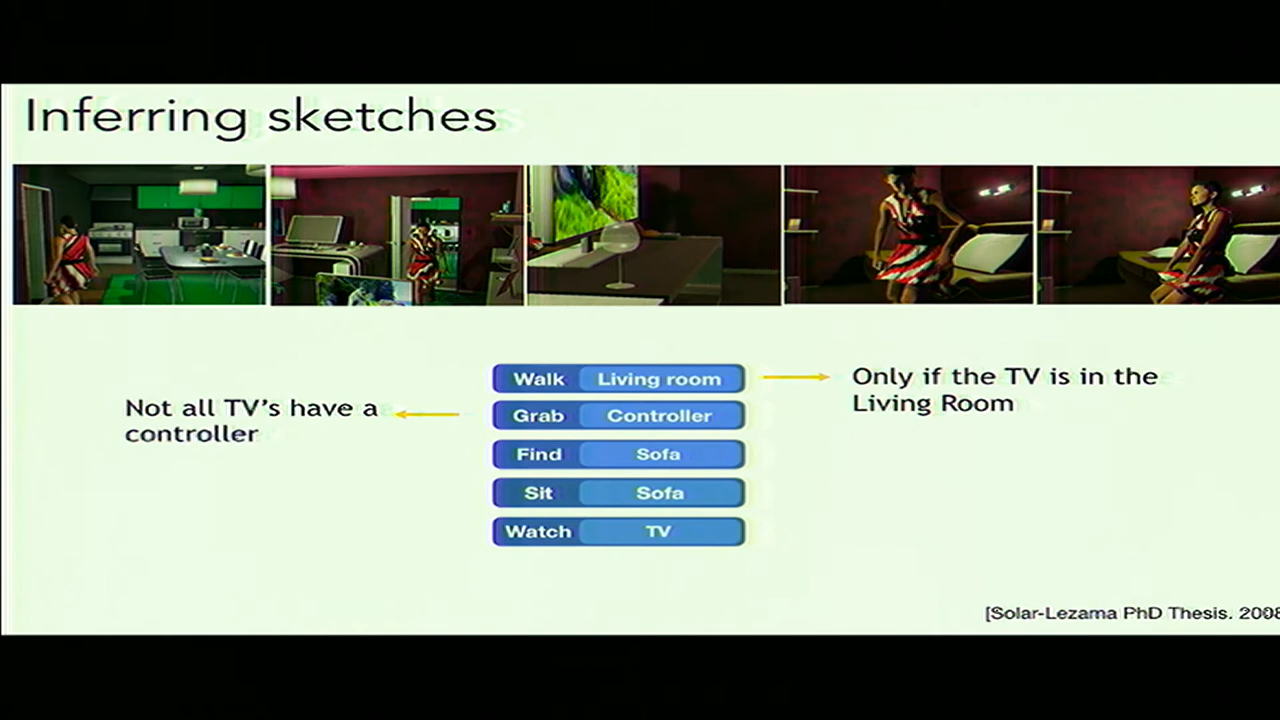 Inferring sketches
Walk Living room
Only if the TV is in the
Living Room
Not all TV's have a
controller
Grab Controller
Find Sofa
Sit Sofa
Watch TV
[Solar-Lezama PhD Thesis. 2008